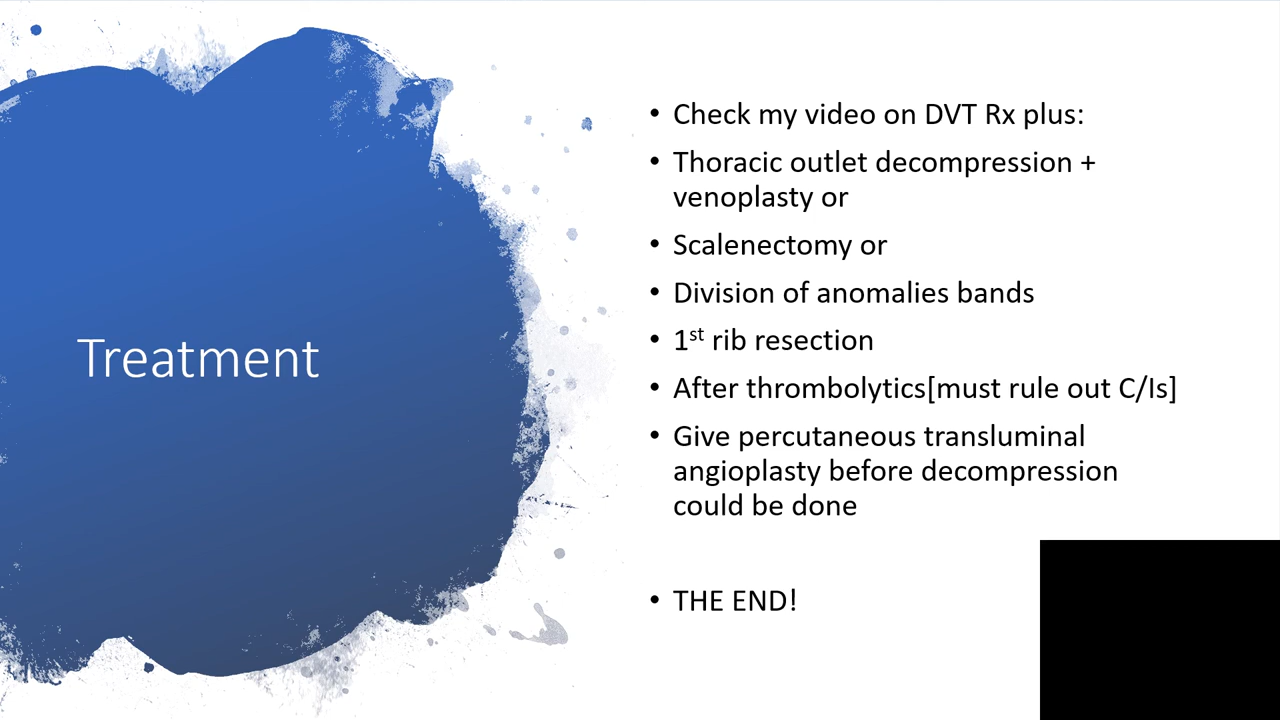 Treatment
• Check my video on DVT Rx plus:
• Thoracic outlet decompression +
venoplasty or
• Scalenectomy or
• Division of anomalies bands
• 1st rib resection
• After thrombolytics[must rule out C/Is]
• Give percutaneous transluminal
angioplasty before decompression
could be done
• THE END!